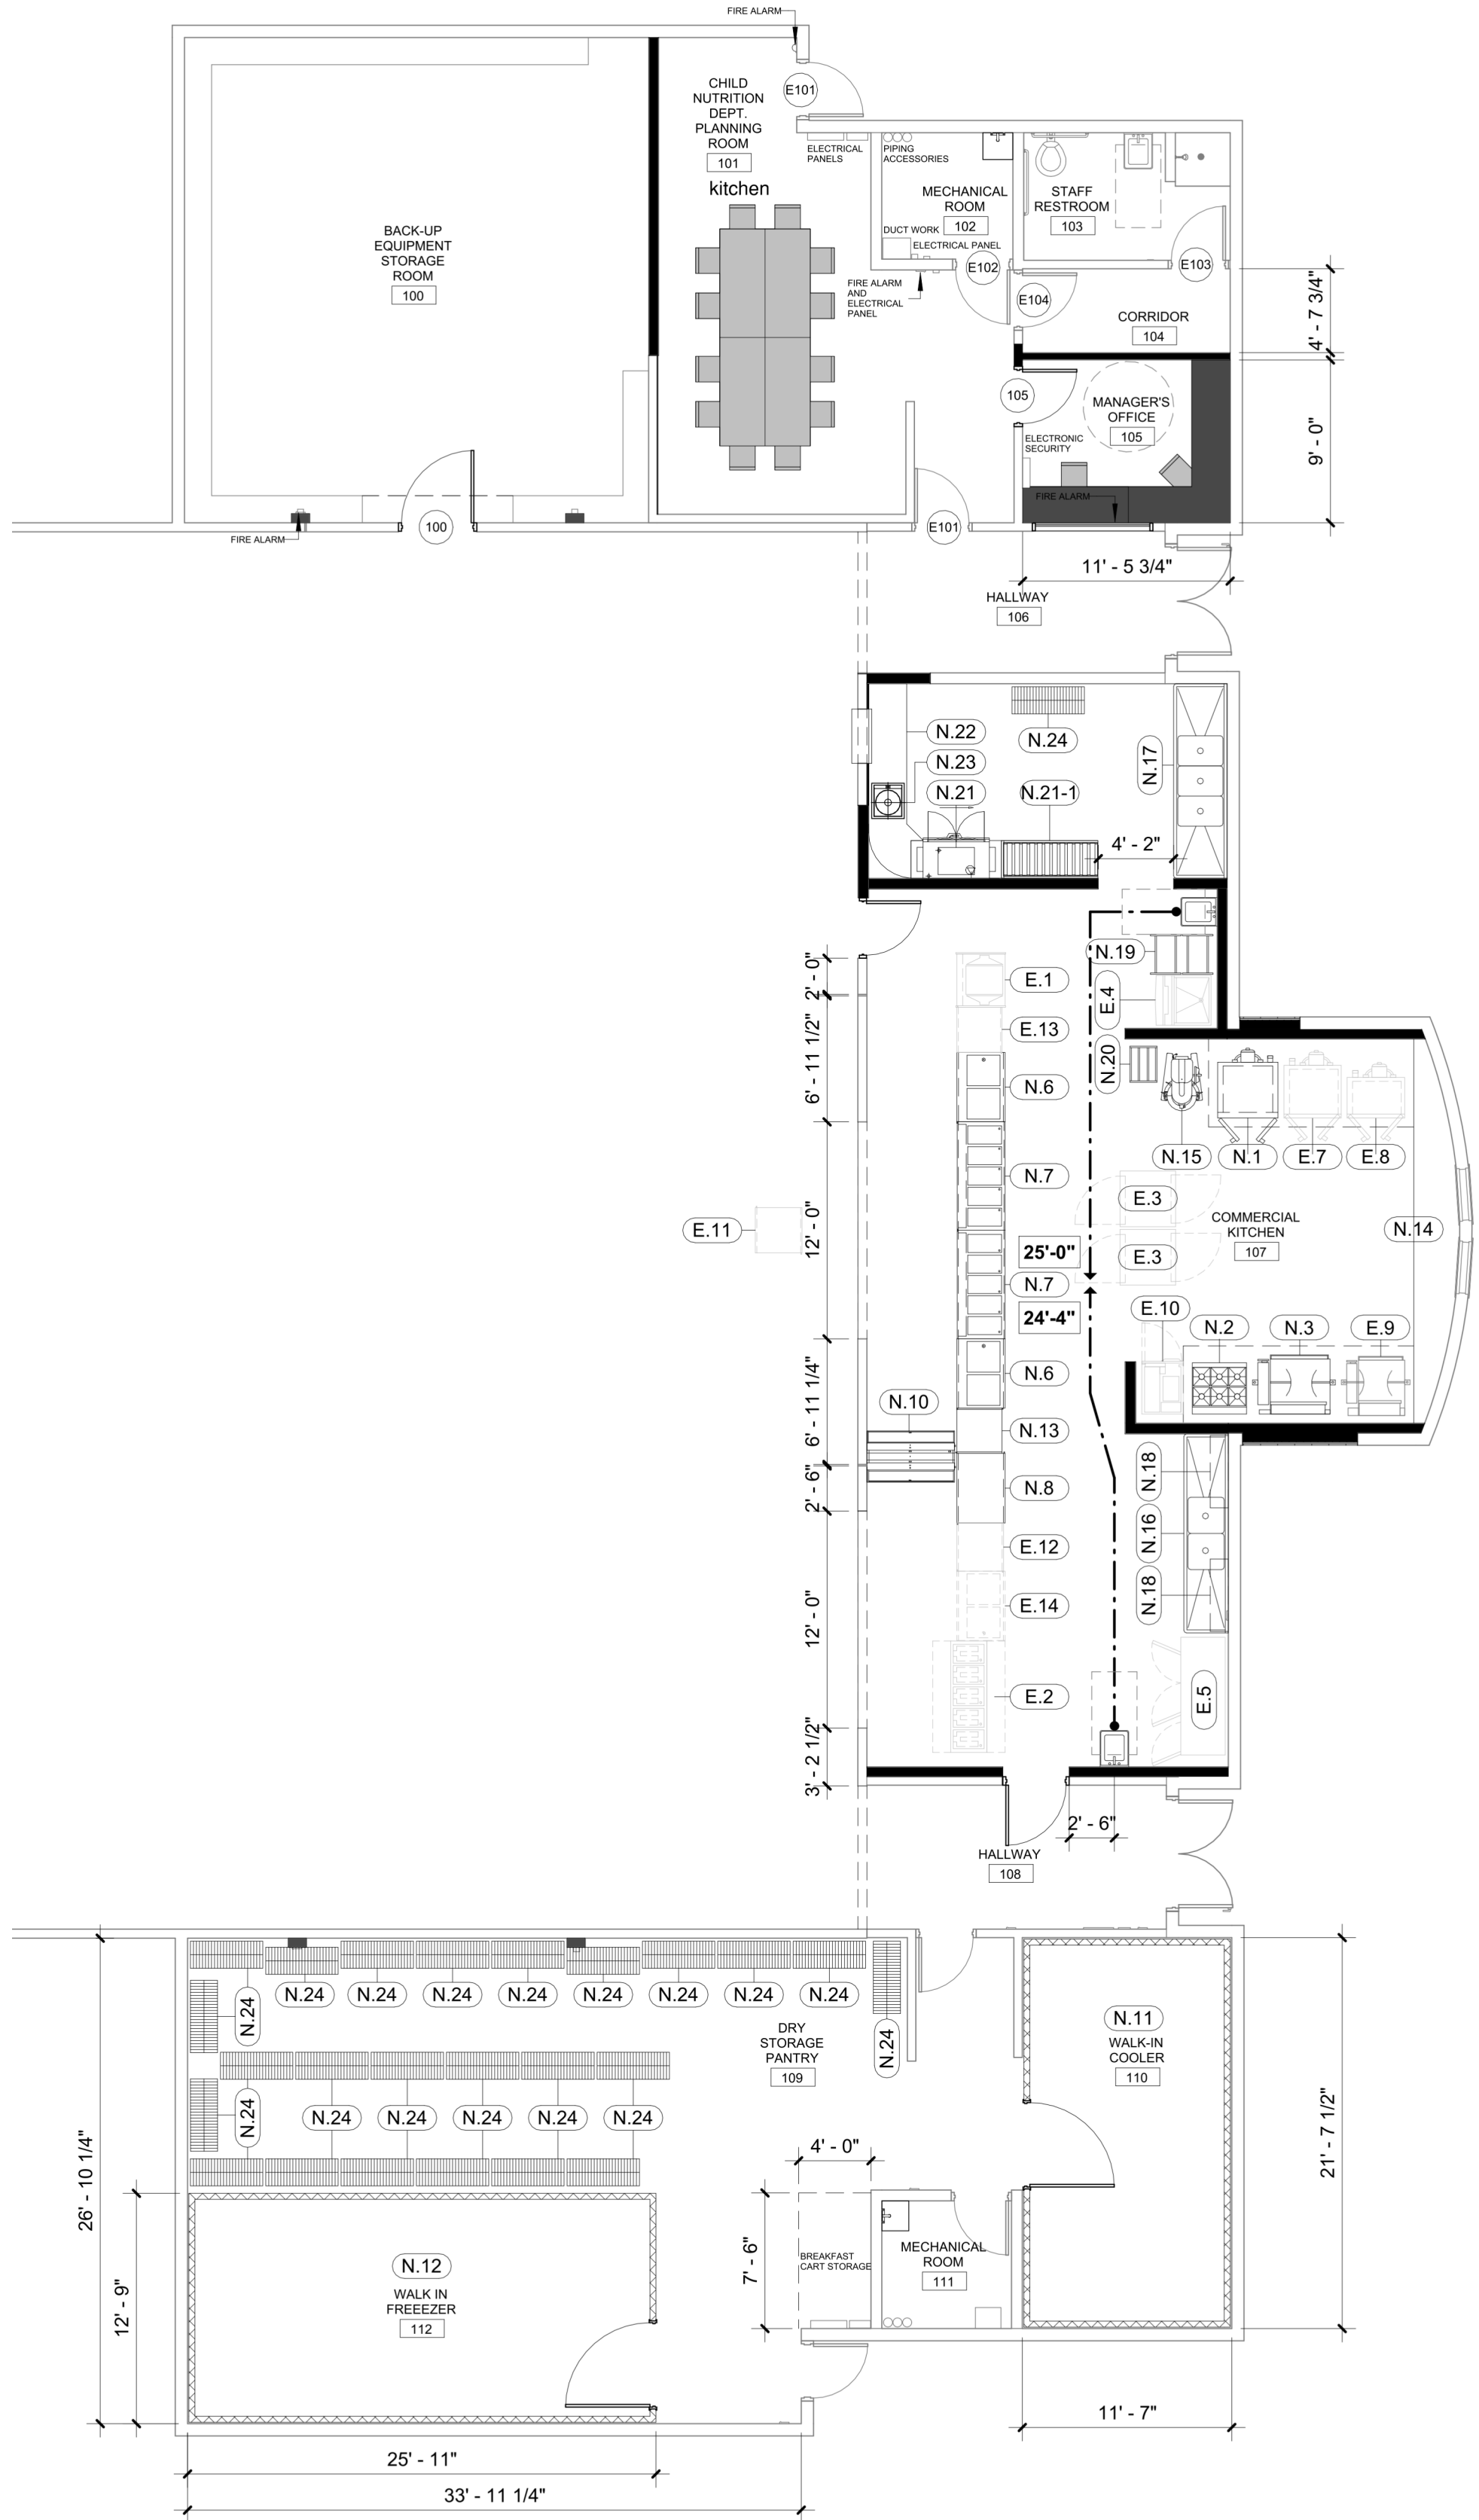 FIRE ALARM
CHILD
NUTRITION
DEPT.
PLANNING
ROOM
101
kitchen
E101
ELECTRICAL
PANELS
PIPING
ACCESSORIES
MECHANICAL
ROOM
102
STAFF
RESTROOM
103
DUCT WORK
ELECTRICAL PANEL
E102
E103
E104
FIRE ALARM
AND
ELECTRICAL
PANEL
BACK-UP
EQUIPMENT
STORAGE
ROOM
100
CORRIDOR
104
4' - 7 3/4"
105
MANAGER'S
OFFICE
105
ELECTRONIC
SECURITY
9' - 0"
FIRE ALARM
FIRE ALARM
100
E101
11' - 5 3/4"
HALLWAY
106
N.22
N.24
N.17
N.23
N.21
N.21-1
4' - 2"
2' - 0"
E.1
N.19
E.4
6' - 11 1/2"
E.13
N.20
N.6
N.15
N.1
E.7
E.8
N.7
E.3
12' - 0"
E.11
COMMERCIAL
KITCHEN
107
N.14
25'-0"
E.3
N.7
24'-4"
E.10
N.2
N.3
E.9
6' - 11 1/4"
N.6
N.10
N.13
N.18
2' - 6"
N.8
N.16
E.12
N.18
12' - 0"
E.14
E.2
E.5
3' - 2 1/2"
2' - 6"
HALLWAY
108
N.24
N.24
N.24
N.24
N.24
N.24
N.24
N.24
N.24
N.24
DRY
STORAGE
PANTRY
109
N.11
WALK-IN
COOLER
110
N.24
N.24
N.24
N.24
N.24
N.24
26' - 10 1/4"
21' - 7 1/2"
4' - 0"
12' - 9"
7' - 6"
N.12
WALK IN
FREEEZER
112
BREAKFAST
CART STORAGE
MECHANICAL
ROOM
111
11' - 7"
25' - 11"
33' - 11 1/4"